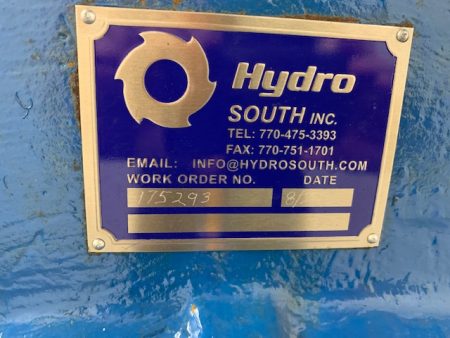 Hydro
SOUTH INC.
TEL: 770-475-3393
FAX: 770-751-1701
EMAIL: INFO@HYDROSOUTH.COM
WORK ORDER NO. DATE
175293